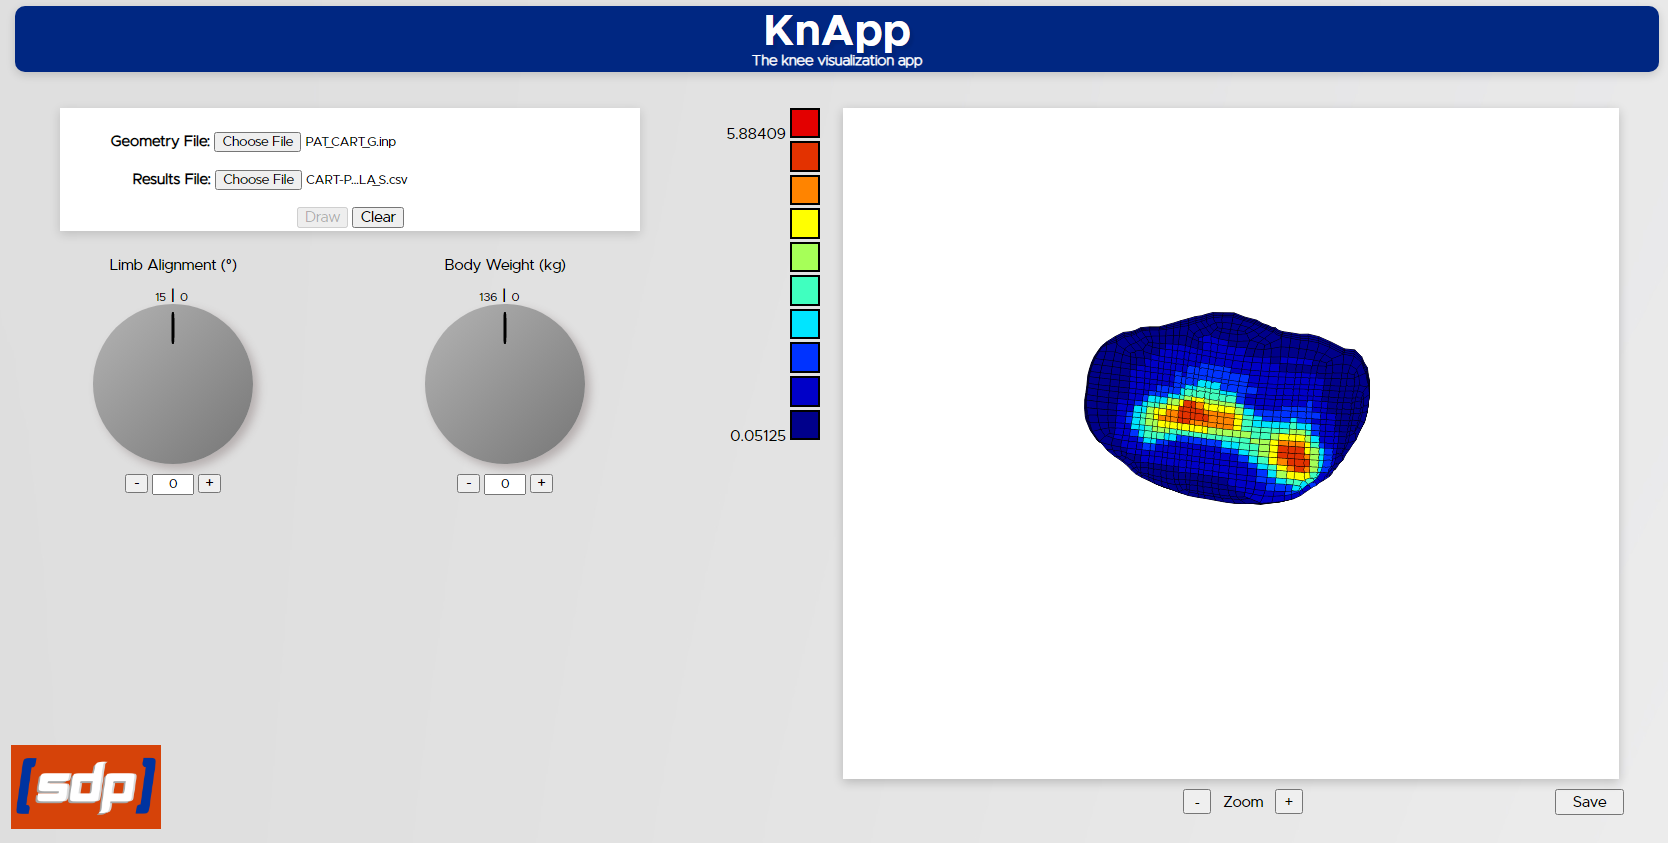 KnApp
The knee visualization app
Geometry File: Choose File PAT_CART_G.inp
Results File: Choose File CART-P...LA_S.csv
Draw Clear
Limb Alignment (°)
15 | 0
- 0 +
Body Weight (kg)
136 | 0
- 0 +
5.88409
0.05125
- Zoom +
Save
[sdp]